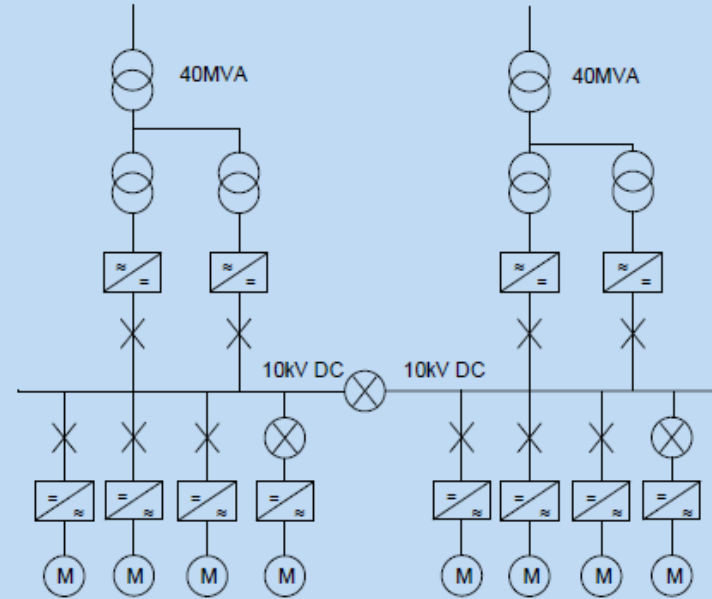 40MVA 40MVA
≈ = ≈ = ≈ = ≈ =
10kV DC 10kV DC
= ≈ = ≈ = ≈ = ≈ = ≈ = ≈ = ≈ = ≈
M M M M M M M M